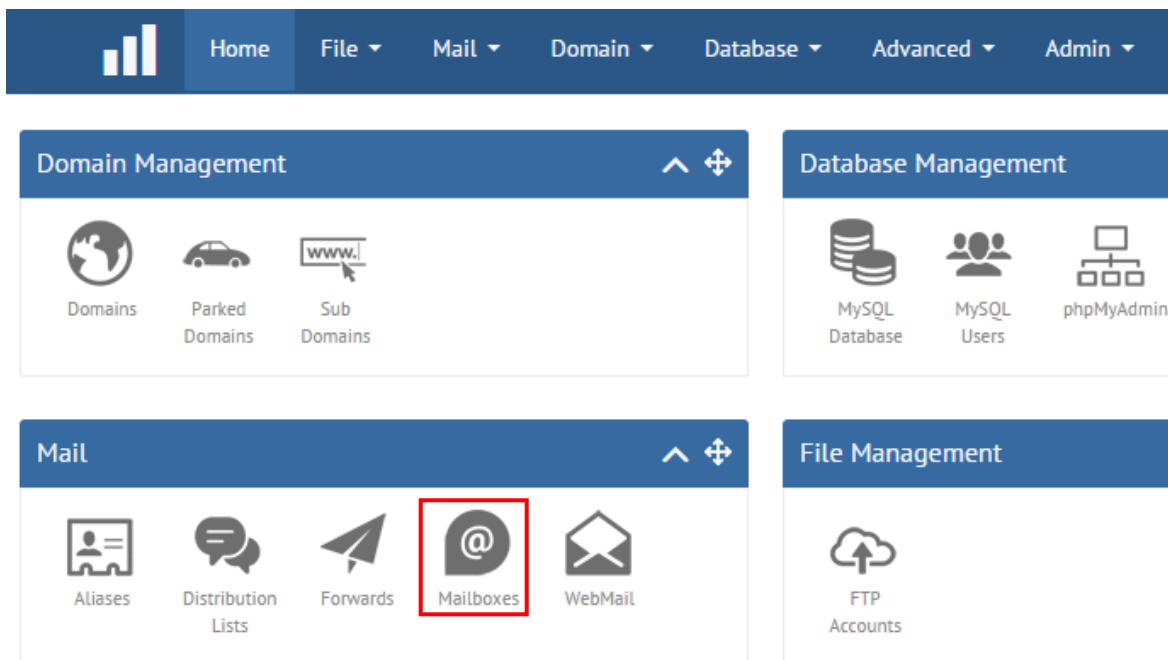 Home File Mail Domain Database Advanced Admin
Domain Management
Domains
Parked
Domains
www.
Sub
Domains
Database Management
MySQL
Database
MySQL
Users
phpMyAdmin
Mail
Aliases
Distribution
Lists
Forwards
@
Mailboxes
WebMail
File Management
FTP
Accounts